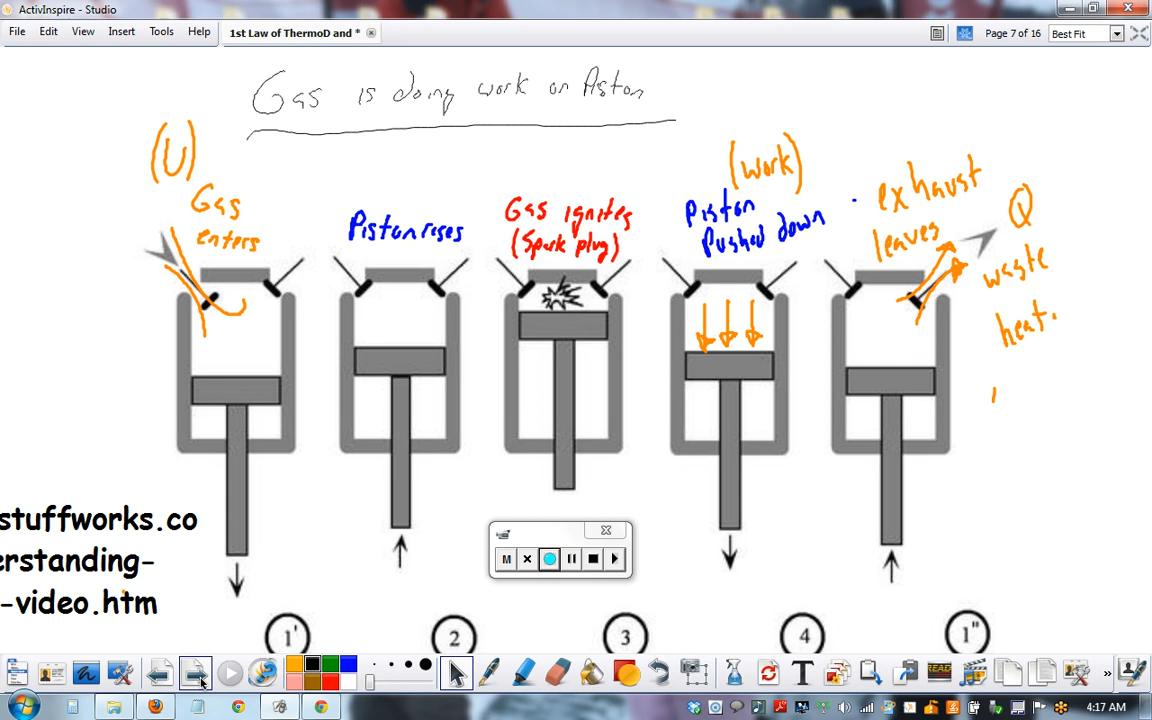 ActivInspire - Studio
File Edit View Insert Tools Help
1st Law of ThermoD and *
Page 7 of 16
Best Fit
Gas is doing work on Piston
(U)
Gas
enters
Piston rises
Gas ignites
(Spark plug)
(work)
Piston
Pushed down
exhaust
leaves
Q
waste
heat.
stuffworks.co
erstanding-
-video.htm
M
1' 2 3 4 1"
T
READ
»
4:17 AM